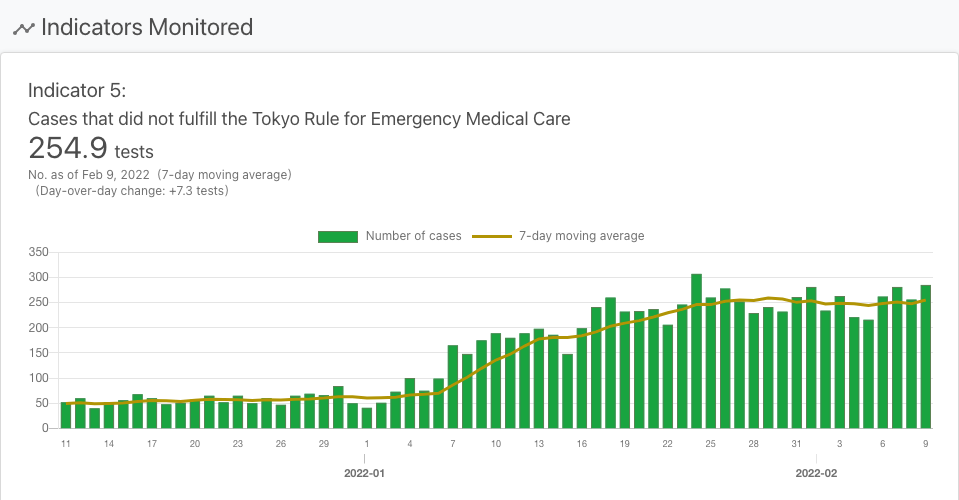 Indicators Monitored
Indicator 5:
Cases that did not fulfill the Tokyo Rule for Emergency Medical Care
254.9 tests
No. as of Feb 9, 2022 (7-day moving average)
(Day-over-day change: +7.3 tests)
Number of cases 7-day moving average
350
300
250
200
150
100
50
0
11 14 17 20 23 26 29 1 4 7 10 13 16 19 22 25 28 31 3 6 9
2022-01 2022-02